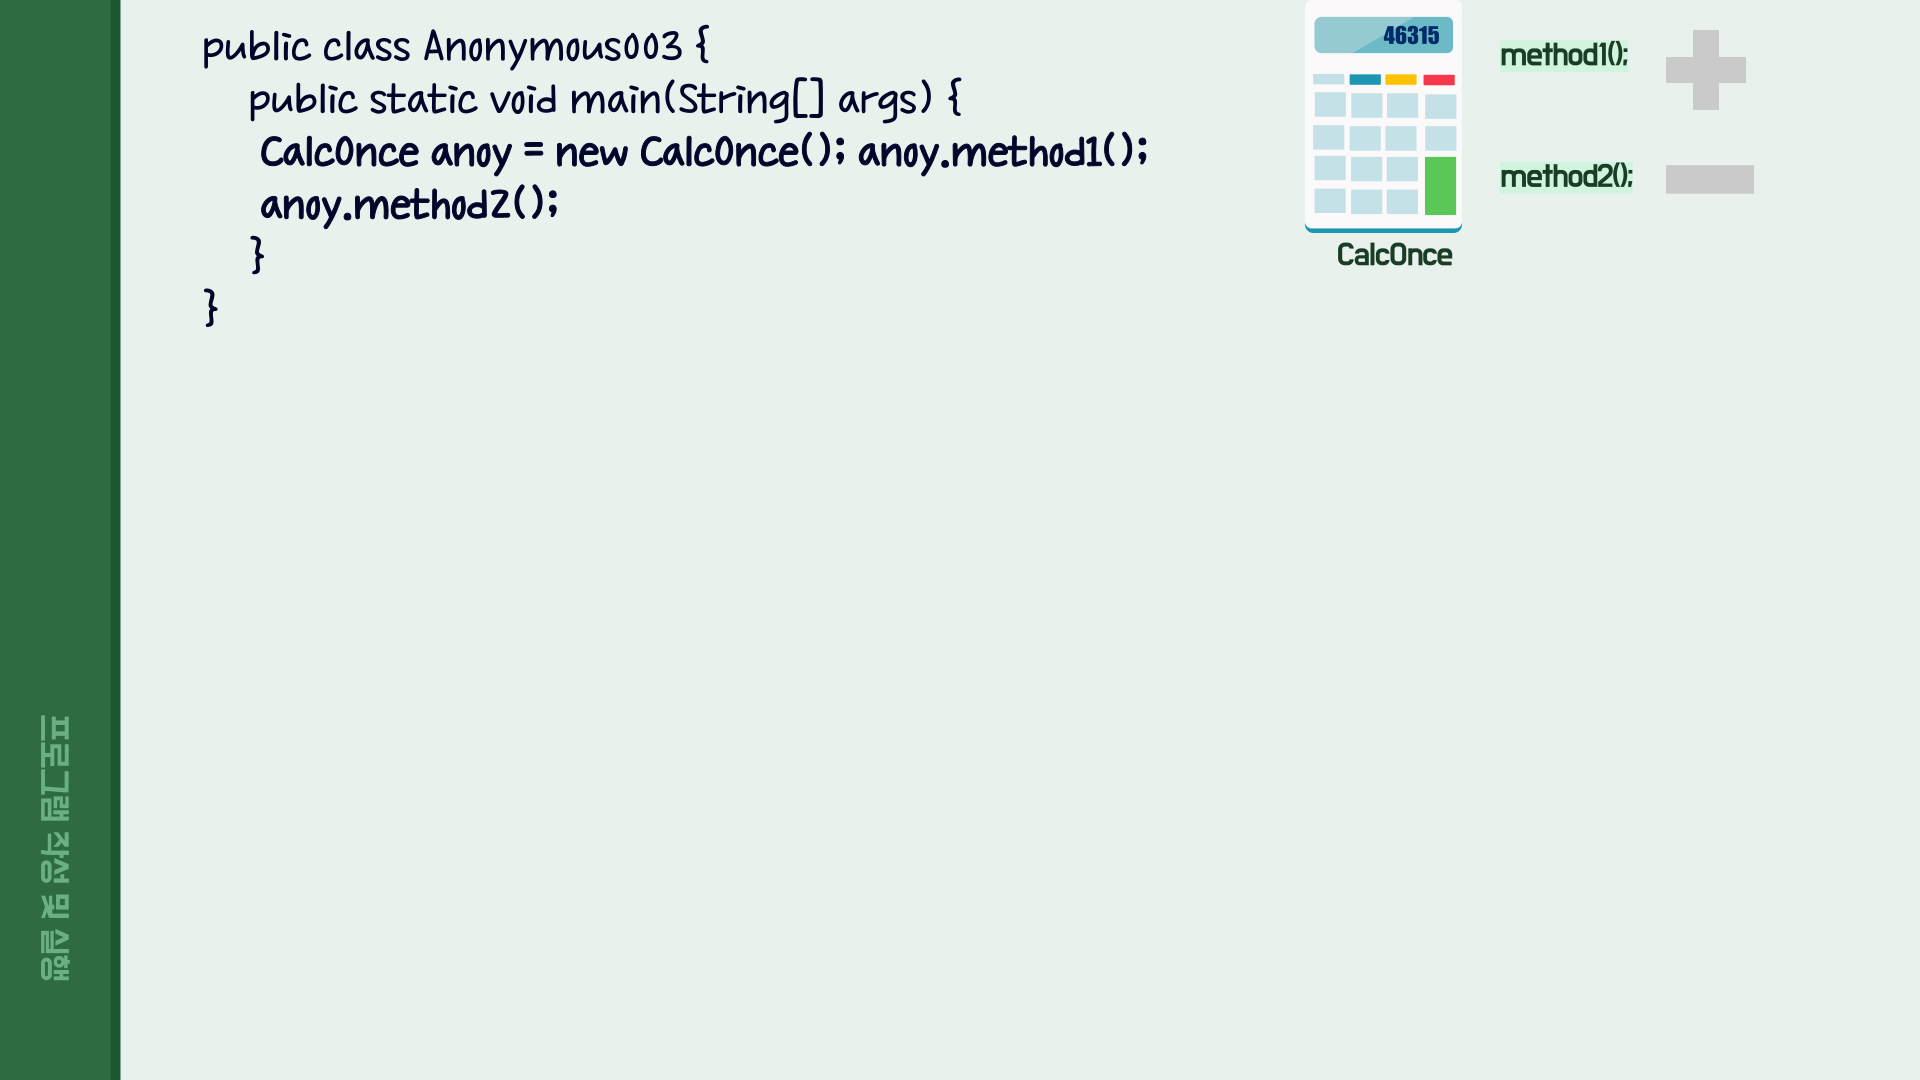 public class Anonymous003 {
public static void main(String[] args) {
CalcOnce anoy = new CalcOnce(); anoy.method1();
anoy.method2();
}
}
46315
CalcOnce
method1();
method2();
프로그램 작성 및 실행